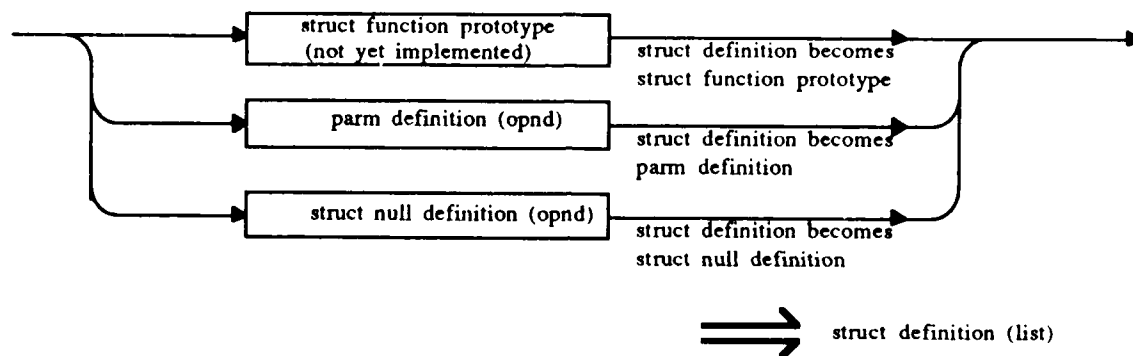 struct function prototype
(not yet implemented)
struct definition becomes
struct function prototype
parm definition (opnd)
struct definition becomes
parm definition
struct null definition (opnd)
struct definition becomes
struct null definition
struct definition (list)